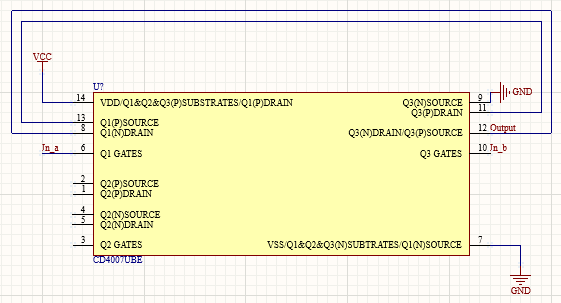 VCC
U?
14 VDD/Q1&Q2&Q3(P)SUBSTRATES/Q1(P)DRAIN
Q3(N)SOURCE 9 GND
Q3(P)DRAIN 11
13 Q1(P)SOURCE
8 Q1(N)DRAIN
Q3(N)DRAIN/Q3(P)SOURCE 12 Output
In_a 6 Q1 GATES
Q3 GATES 10 In_b
2 Q2(P)SOURCE
1 Q2(P)DRAIN
4 Q2(N)SOURCE
5 Q2(N)DRAIN
3 Q2 GATES
VSS/Q1&Q2&Q3(N)SUBTRATES/Q1(N)SOURCE 7
CD4007UBE
GND